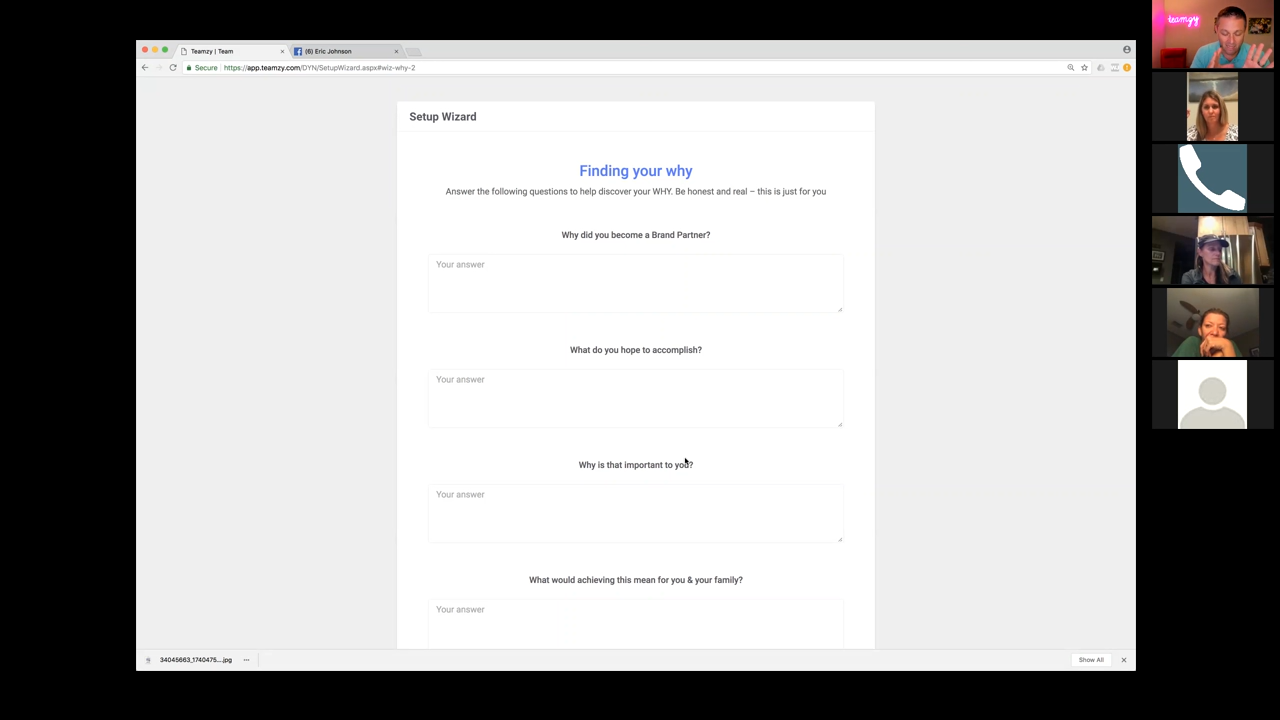 Teamzy | Team
(6) Eric Johnson
Secure
https://app.teamzy.com/DYN/SetupWizard.aspx#wiz-why-2
teamzy
Setup Wizard
Finding your why
Answer the following questions to help discover your WHY. Be honest and real – this is just for you
Why did you become a Brand Partner?
Your answer
What do you hope to accomplish?
Your answer
Why is that important to you?
Your answer
What would achieving this mean for you & your family?
Your answer
34045663_1740475....jpg
Show All